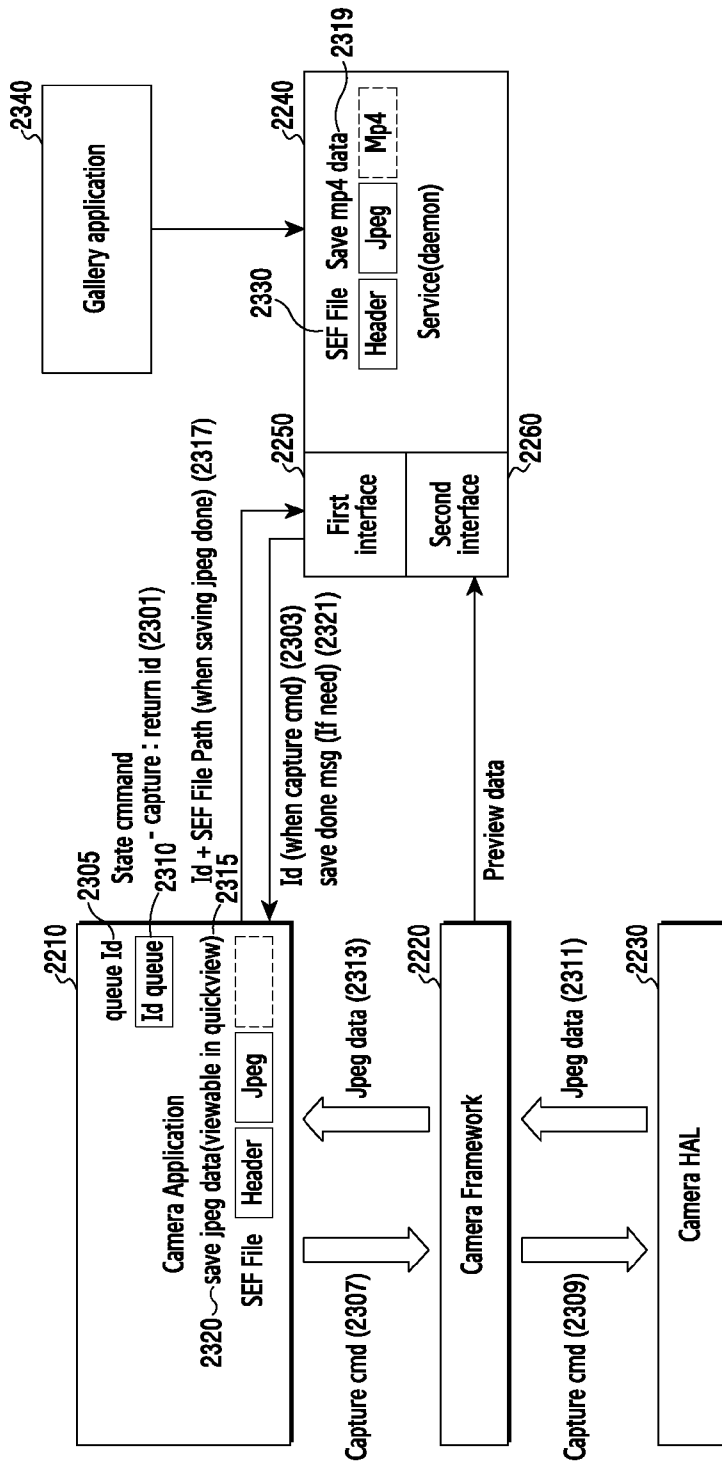 2210
queue Id 2305
Id queue 2310
Camera Application
2320 save jpeg data(viewable in quickview) 2315
SEF File Header Jpeg
State cmmand
- capture : return id (2301)
Id + SEF File Path (when saving jpeg done) (2317)
Id (when capture cmd) (2303)
save done msg (If need) (2321)
Capture cmd (2307)
Jpeg data (2313)
2220
Camera Framework
Preview data
Capture cmd (2309)
Jpeg data (2311)
2230
Camera HAL
2340
Gallery application
2250
First
interface
Second
interface
2260
2240
2330
SEF File Save mp4 data 2319
Header Jpeg Mp4
Service(daemon)